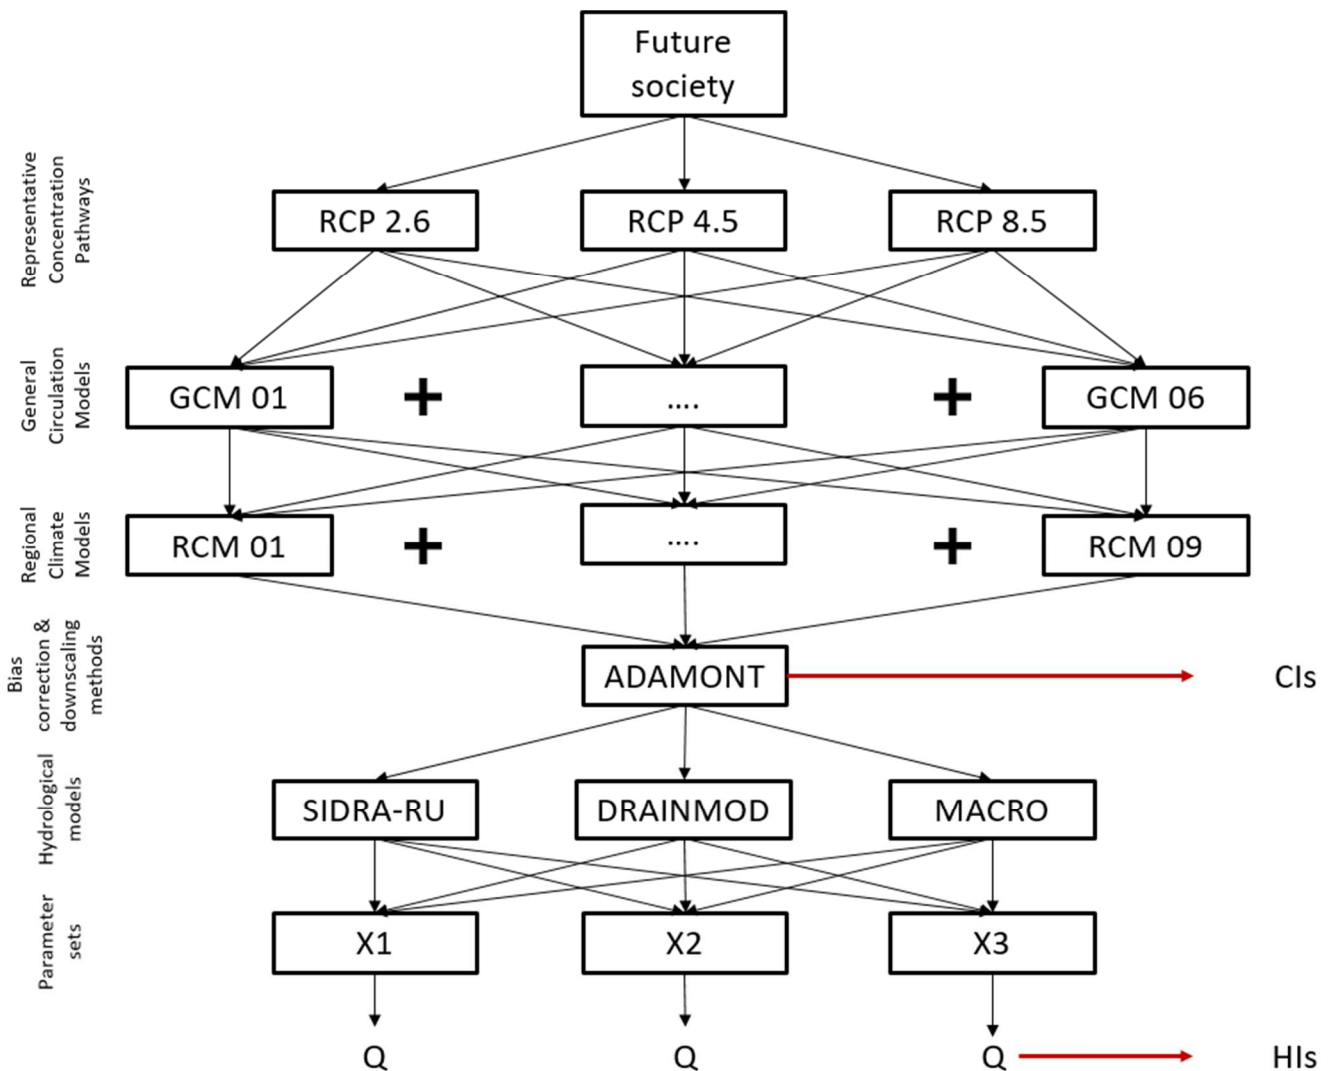 Future
society
Representative
Concentration
Pathways
RCP 2.6
RCP 4.5
RCP 8.5
General
Circulation
Models
GCM 01
+
....
+
GCM 06
Regional
Climate
Models
RCM 01
+
....
+
RCM 09
Bias
correction &
downscaling
methods
ADAMONT
CIs
Hydrological
models
SIDRA-RU
DRAINMOD
MACRO
Parameter
sets
X1
X2
X3
Q
Q
Q
HIs